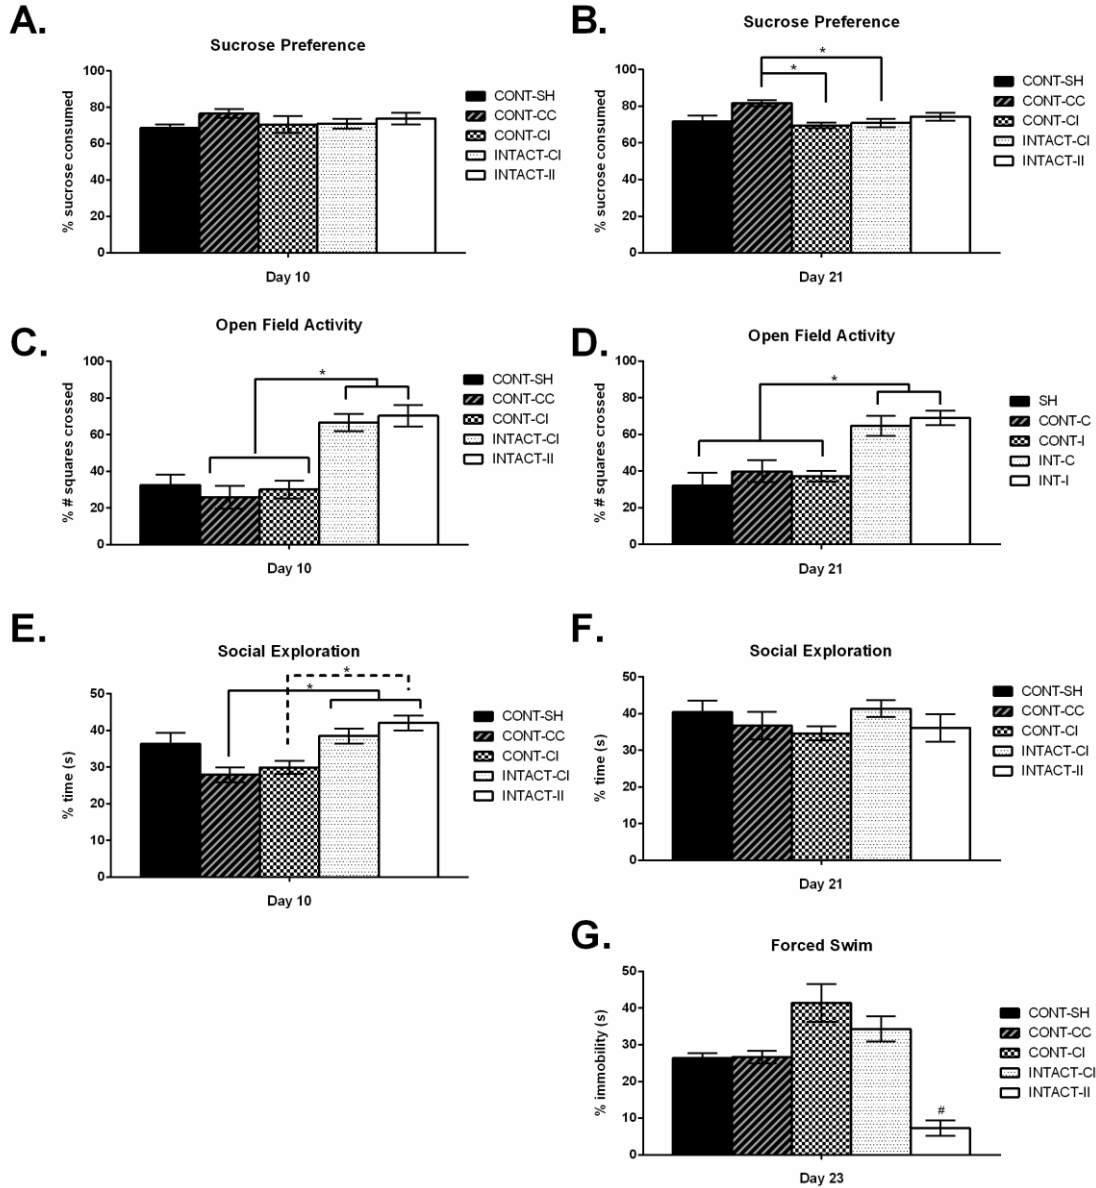 A.
Sucrose Preference
% sucrose consumed
100
80
60
40
20
0
Day 10
CONT-SH
CONT-CC
CONT-CI
INTACT-CI
INTACT-II
B.
Sucrose Preference
% sucrose consumed
100
80
60
40
20
0
*
*
Day 21
CONT-SH
CONT-CC
CONT-CI
INTACT-CI
INTACT-II
C.
Open Field Activity
% # squares crossed
100
80
60
40
20
0
*
Day 10
CONT-SH
CONT-CC
CONT-CI
INTACT-CI
INTACT-II
D.
Open Field Activity
% # squares crossed
100
80
60
40
20
0
*
Day 21
SH
CONT-C
CONT-I
INT-C
INT-I
E.
Social Exploration
% time (s)
50
40
30
20
10
0
*
*
Day 10
CONT-SH
CONT-CC
CONT-CI
INTACT-CI
INTACT-II
F.
Social Exploration
% time (s)
50
40
30
20
10
0
Day 21
CONT-SH
CONT-CC
CONT-CI
INTACT-CI
INTACT-II
G.
Forced Swim
% immobility (s)
50
40
30
20
10
0
#
Day 23
CONT-SH
CONT-CC
CONT-CI
INTACT-CI
INTACT-II